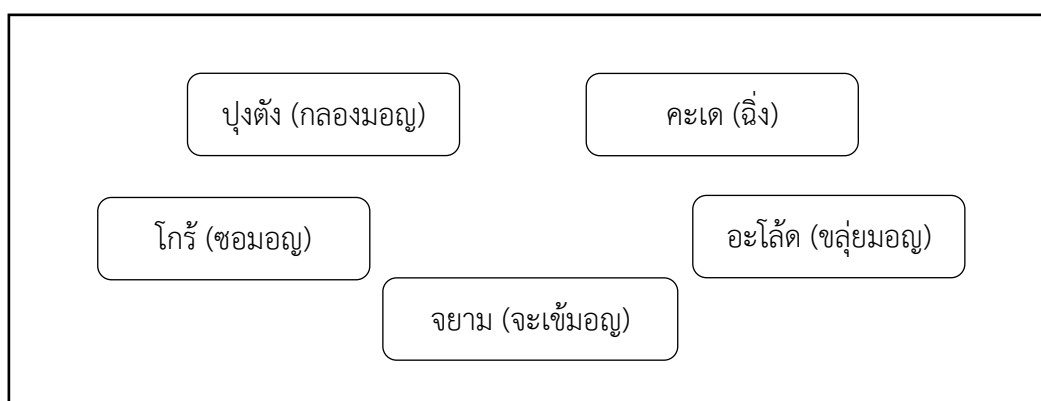 ปุงตัง (กลองมอญ)
คะเด (ฉิ่ง)
โกร้ (ซอมอญ)
อะโล้ด (ขลุ่ยมอญ)
จยาม (จะเข้มอญ)